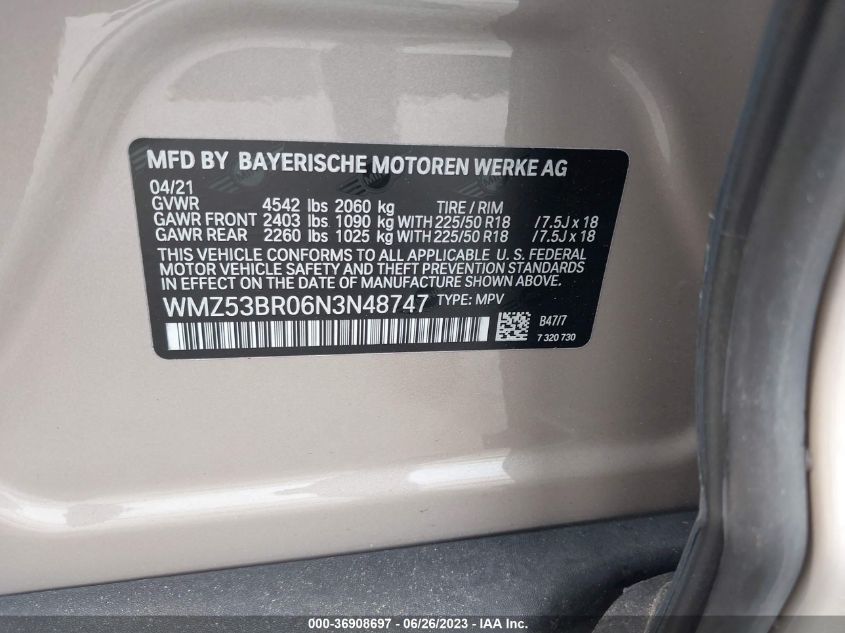 MFD BY BAYERISCHE MOTOREN WERKE AG
04/21
GVWR 4542 lbs 2060 kg TIRE / RIM
GAWR FRONT 2403 lbs 1090 kg WITH 225/50 R18 / 7.5J x 18
GAWR REAR 2260 lbs 1025 kg WITH 225/50 R18 / 7.5J x 18
THIS VEHICLE CONFORMS TO ALL APPLICABLE U. S. FEDERAL
MOTOR VEHICLE SAFETY AND THEFT PREVENTION STANDARDS
IN EFFECT ON THE DATE OF MANUFACTURE SHOWN ABOVE.
WMZ53BR06N3N48747 TYPE: MPV
B47/7
7 320 730
000-36908697 - 06/26/2023 - IAA Inc.